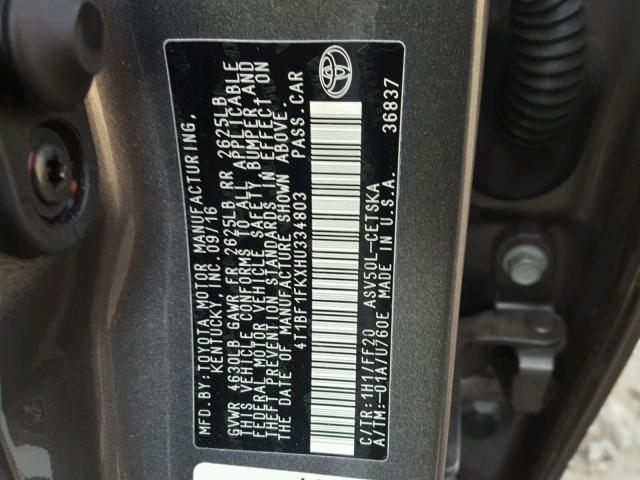 MFD.BY:TOYOTA MOTOR MANUFACTURING,
KENTUCKY, INC. 09/16
GVWR 4630LB GAWR FR 2625LB RR 2625LB
THIS VEHICLE CONFORMS TO ALL APPLICABLE
FEDERAL MOTOR VEHICLE SAFETY, BUMPER, AND
THEFT PREVENTION STANDARDS IN EFFECT ON
THE DATE OF MANUFACTURE SHOWN ABOVE.
4T1BF1FKXHU334803 PASS.CAR
C/TR:1H1/FF20 ASV50L-CETSKA
A/TM:-01A/U760E MADE IN U.S.A.
36837